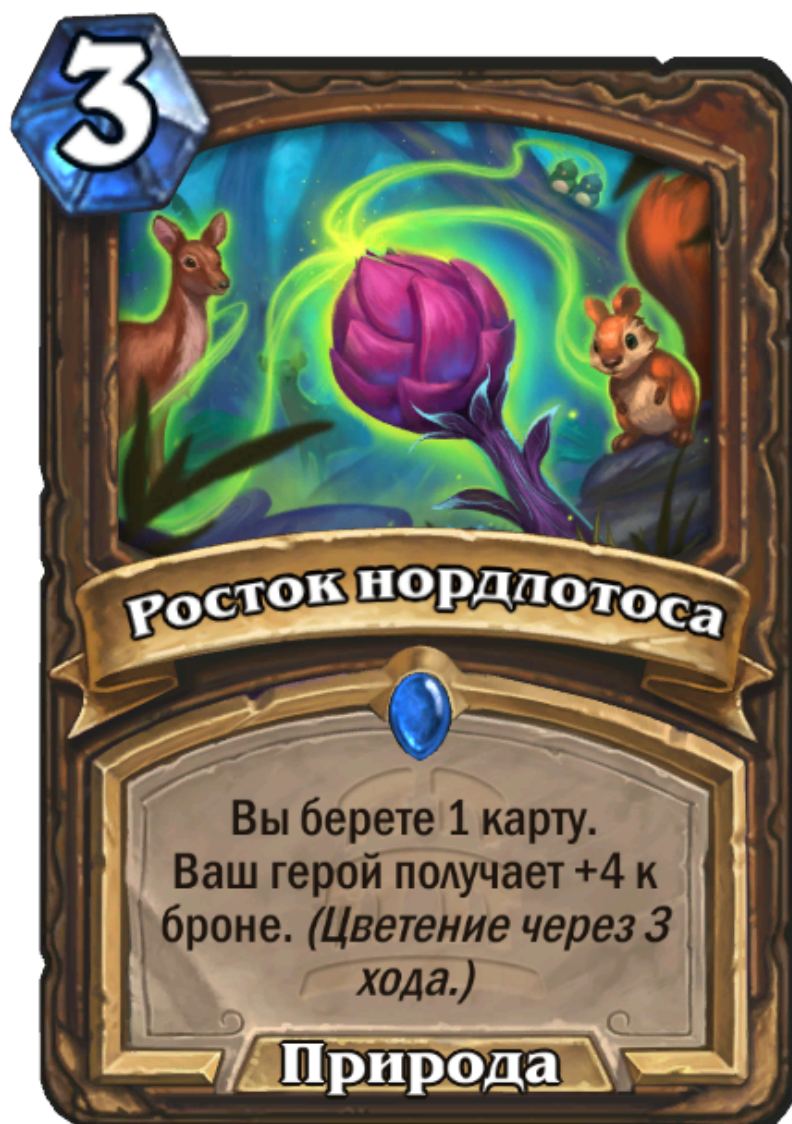 3
Росток нордлотоса
Вы берете 1 карту.
Ваш герой получает +4 к
броне. (Цветение через 3
хода.)
Природа